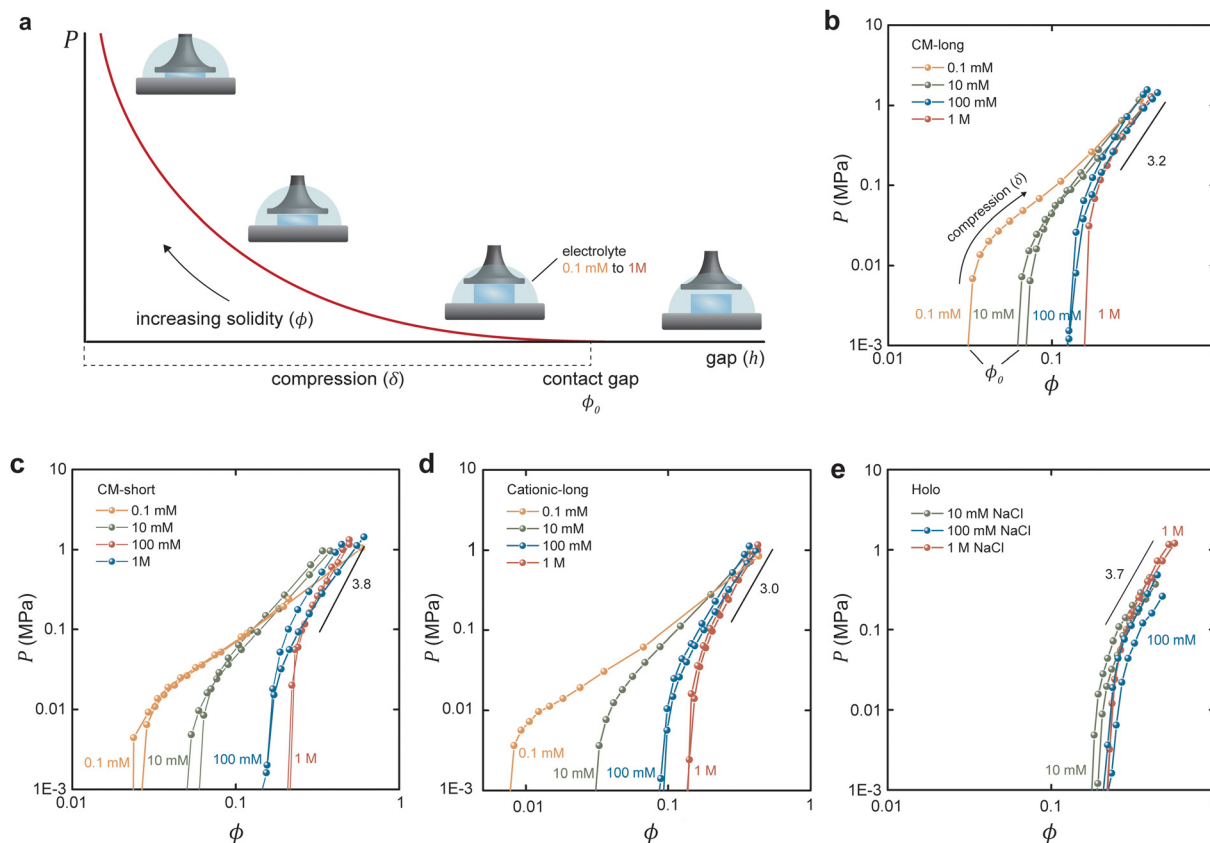 a
P
electrolyte
0.1 mM to 1M
increasing solidity (ϕ)
gap (h)
compression (δ)
contact gap
ϕ₀
b
CM-long
0.1 mM
10 mM
100 mM
1 M
10
1
0.1
0.01
1E-3
P (MPa)
compression (δ)
3.2
0.1 mM
10 mM
100 mM
1 M
0.01
0.1
1
ϕ₀
ϕ
c
CM-short
0.1 mM
10 mM
100 mM
1M
10
1
0.1
0.01
1E-3
P (MPa)
3.8
0.1 mM
10 mM
100 mM
1 M
0.01
0.1
1
ϕ
d
Cationic-long
0.1 mM
10 mM
100 mM
1 M
10
1
0.1
0.01
1E-3
P (MPa)
3.0
0.1 mM
10 mM
100 mM
1 M
0.01
0.1
1
ϕ
e
Holo
10 mM NaCl
100 mM NaCl
1 M NaCl
10
1
0.1
0.01
1E-3
P (MPa)
1 M
3.7
100 mM
10 mM
0.01
0.1
1
ϕ